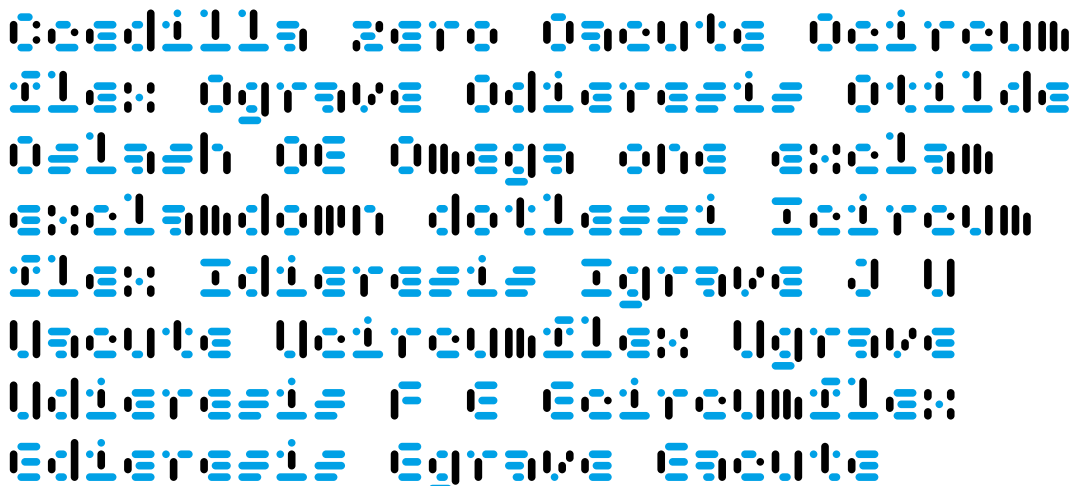 Ccedilla zero Oacute Ocircum
flex Ograve Odieresis Otilde
Oslash OE Omega one exclam
exclamdown dotlessi Icircum
flex Idieresis Igrave J U
Uacute Ucircumflex Ugrave
Udieresis F E Ecircumflex
Edieresis Egrave Eacute